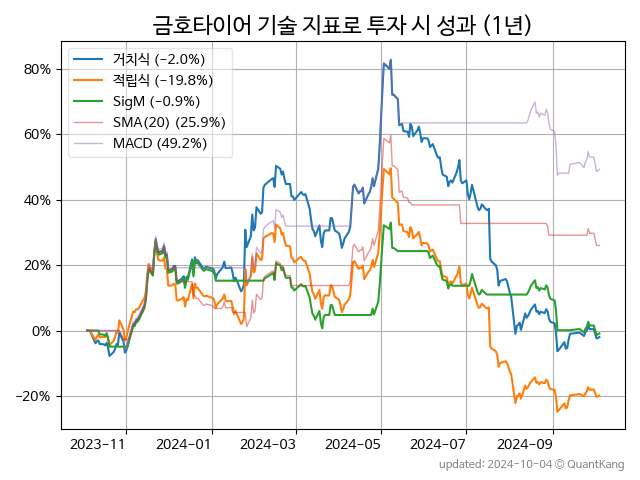 금호타이어 기술 지표로 투자 시 성과 (1년)
거치식 (−2.0%)
적립식 (−19.8%)
SigM (−0.9%)
SMA(20) (25.9%)
MACD (49.2%)
80%
60%
40%
20%
0%
−20%
2023-11 2024-01 2024-03 2024-05 2024-07 2024-09
updated: 2024-10-04 © QuantKang